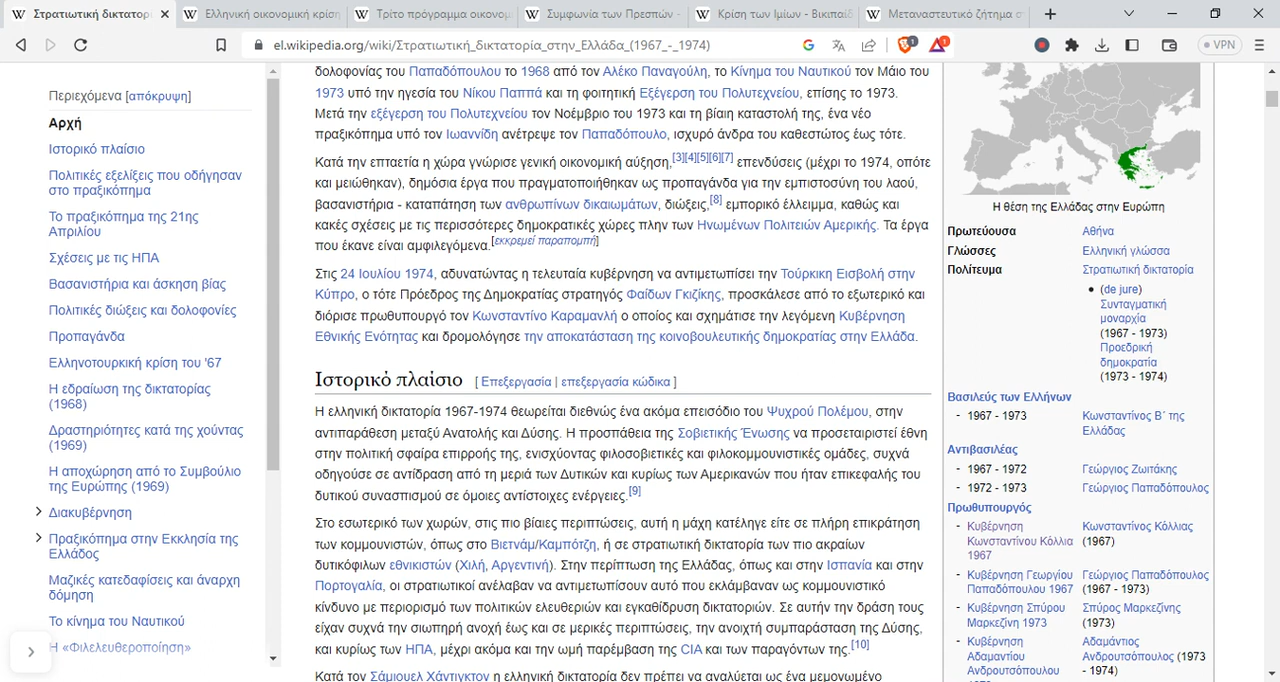 Στρατιωτική δικτατορί
Ελληνική οικονομική κρίση
Τρίτο πρόγραμμα οικονομ
Συμφωνία των Πρεσπών -
Κρίση των Ιμίων - Βικιπαίδ
Μεταναστευτικό ζήτημα σ
el.wikipedia.org/wiki/Στρατιωτική_δικτατορία_στην_Ελλάδα_(1967_-_1974)
1
1
VPN
Περιεχόμενα [απόκρυψη]
Αρχή
Ιστορικό πλαίσιο
Πολιτικές εξελίξεις που οδήγησαν
στο πραξικόπημα
Το πραξικόπημα της 21ης
Απριλίου
Σχέσεις με τις ΗΠΑ
Βασανιστήρια και άσκηση βίας
Πολιτικές διώξεις και δολοφονίες
Προπαγάνδα
Ελληνοτουρκική κρίση του '67
Η εδραίωση της δικτατορίας
(1968)
Δραστηριότητες κατά της χούντας
(1969)
Η αποχώρηση από το Συμβούλιο
της Ευρώπης (1969)
Διακυβέρνηση
Πραξικόπημα στην Εκκλησία της
Ελλάδος
Μαζικές κατεδαφίσεις και άναρχη
δόμηση
Το κίνημα του Ναυτικού
Η «Φιλελευθεροποίηση»
δολοφονίας του Παπαδόπουλου το 1968 από τον Αλέκο Παναγούλη, το Κίνημα του Ναυτικού τον Μάιο του
1973 υπό την ηγεσία του Νίκου Παππά και τη φοιτητική Εξέγερση του Πολυτεχνείου, επίσης το 1973.
Μετά την εξέγερση του Πολυτεχνείου τον Νοέμβριο του 1973 και τη βίαιη καταστολή της, ένα νέο
πραξικόπημα υπό τον Ιωαννίδη ανέτρεψε τον Παπαδόπουλο, ισχυρό άνδρα του καθεστώτος έως τότε.
Κατά την επταετία η χώρα γνώρισε γενική οικονομική αύξηση,[3][4][5][6][7] επενδύσεις (μέχρι το 1974, οπότε
και μειώθηκαν), δημόσια έργα που πραγματοποιήθηκαν ως προπαγάνδα για την εμπιστοσύνη του λαού,
βασανιστήρια - καταπάτηση των ανθρωπίνων δικαιωμάτων, διώξεις,[8] εμπορικό έλλειμμα, καθώς και
κακές σχέσεις με τις περισσότερες δημοκρατικές χώρες πλην των Ηνωμένων Πολιτειών Αμερικής. Τα έργα
που έκανε είναι αμφιλεγόμενα.[εκκρεμεί παραπομπή]
Στις 24 Ιουλίου 1974, αδυνατώντας η τελευταία κυβέρνηση να αντιμετωπίσει την Τούρκικη Εισβολή στην
Κύπρο, ο τότε Πρόεδρος της Δημοκρατίας στρατηγός Φαίδων Γκιζίκης, προσκάλεσε από το εξωτερικό και
διόρισε πρωθυπουργό τον Κωνσταντίνο Καραμανλή ο οποίος και σχημάτισε την λεγόμενη Κυβέρνηση
Εθνικής Ενότητας και δρομολόγησε την αποκατάσταση της κοινοβουλευτικής δημοκρατίας στην Ελλάδα.
Ιστορικό πλαίσιο [ Επεξεργασία | επεξεργασία κώδικα ]
Η ελληνική δικτατορία 1967-1974 θεωρείται διεθνώς ένα ακόμα επεισόδιο του Ψυχρού Πολέμου, στην
αντιπαράθεση μεταξύ Ανατολής και Δύσης. Η προσπάθεια της Σοβιετικής Ένωσης να προσεταιριστεί έθνη
στην πολιτική σφαίρα επιρροής της, ενισχύοντας φιλοσοβιετικές και φιλοκομμουνιστικές ομάδες, συχνά
οδηγούσε σε αντίδραση από τη μεριά των Δυτικών και κυρίως των Αμερικανών που ήταν επικεφαλής του
δυτικού συνασπισμού σε όμοιες αντίστοιχες ενέργειες.[9]
Στο εσωτερικό των χωρών, στις πιο βίαιες περιπτώσεις, αυτή η μάχη κατέληγε είτε σε πλήρη επικράτηση
των κομμουνιστών, όπως στο Βιετνάμ/Καμπότζη, ή σε στρατιωτική δικτατορία των πιο ακραίων
δυτικόφιλων εθνικιστών (Χιλή, Αργεντινή). Στην περίπτωση της Ελλάδας, όπως και στην Ισπανία και στην
Πορτογαλία, οι στρατιωτικοί ανέλαβαν να αντιμετωπίσουν αυτό που εκλάμβαναν ως κομμουνιστικό
κίνδυνο με περιορισμό των πολιτικών ελευθεριών και εγκαθίδρυση δικτατοριών. Σε αυτήν την δράση τους
είχαν συχνά την σιωπηρή ανοχή έως και σε μερικές περιπτώσεις, την ανοιχτή συμπαράσταση της Δύσης,
και κυρίως των ΗΠΑ, μέχρι ακόμα και την ωμή παρέμβαση της CIA και των παραγόντων της.[10]
Κατά τον Σάμιουελ Χάντιγκτον η ελληνική δικτατορία δεν πρέπει να αναλύεται ως ένα μεμονωμένο
Η θέση της Ελλάδας στην Ευρώπη
Πρωτεύουσα Αθήνα
Γλώσσες Ελληνική γλώσσα
Πολίτευμα Στρατιωτική δικτατορία
• (de jure)
Συνταγματική
μοναρχία
(1967 - 1973)
Προεδρική
δημοκρατία
(1973 - 1974)
Βασιλεύς των Ελλήνων
- 1967 - 1973 Κωνσταντίνος Β΄ της
Ελλάδας
Αντιβασιλέας
- 1967 - 1972 Γεώργιος Ζωιτάκης
- 1972 - 1973 Γεώργιος Παπαδόπουλος
Πρωθυπουργός
- Κυβέρνηση Κωνσταντίνος Κόλλιας
Κωνσταντίνου Κόλλια (1967)
1967
- Κυβέρνηση Γεωργίου Γεώργιος Παπαδόπουλος
Παπαδόπουλου 1967 (1967 - 1973)
- Κυβέρνηση Σπύρου Σπύρος Μαρκεζίνης
Μαρκεζίνη 1973 (1973)
- Κυβέρνηση Αδαμάντιος
Αδαμαντίου Ανδρουτσόπουλος (1973
Ανδρουτσόπουλου - 1974)